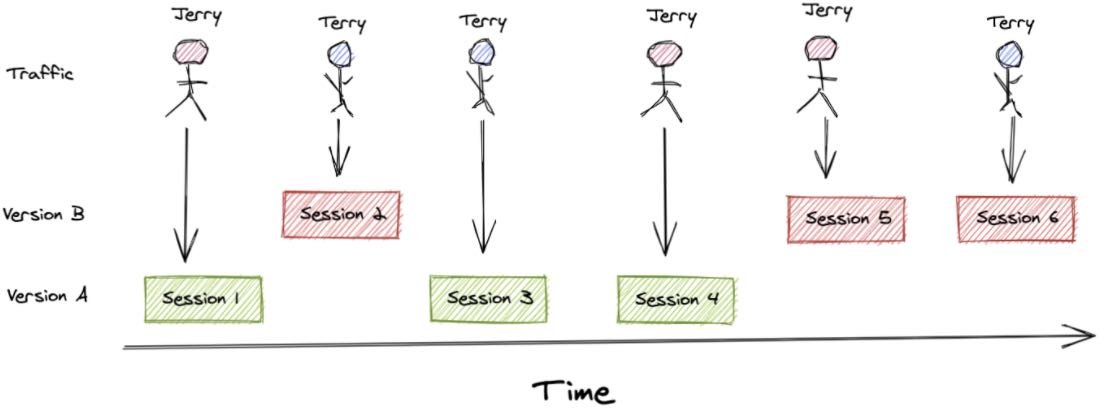 Jerry
Terry
Terry
Jerry
Jerry
Terry
Traffic
Version B
Session 2
Session 5
Session 6
Version A
Session 1
Session 3
Session 4
Time